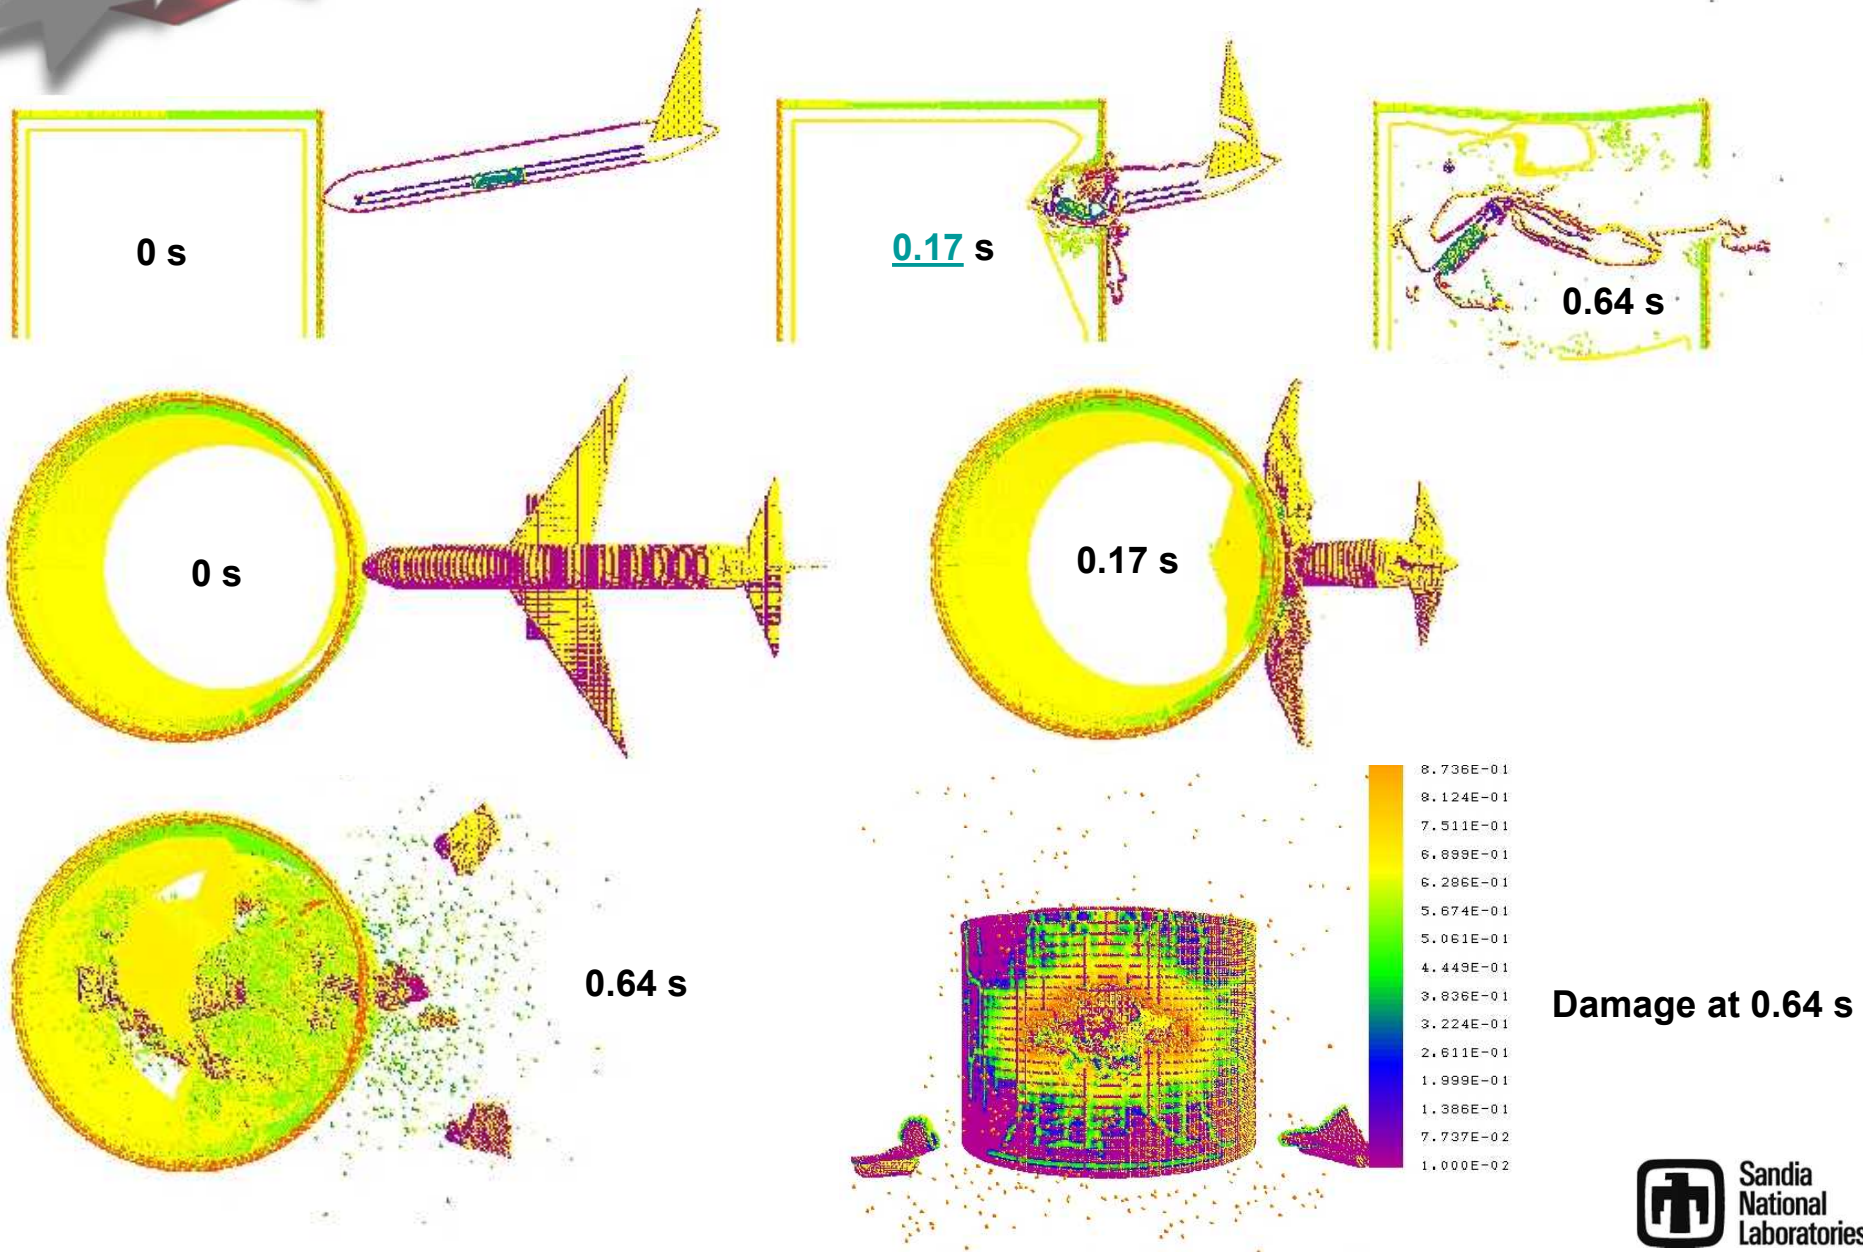 0 s
0.17 s
0.64 s
0 s
0.17 s
0.64 s
8.736E-01
8.124E-01
7.511E-01
6.899E-01
6.286E-01
5.674E-01
5.061E-01
4.449E-01
3.836E-01
3.224E-01
2.611E-01
1.999E-01
1.386E-01
7.737E-02
1.000E-02
Damage at 0.64 s
Sandia
National
Laboratories